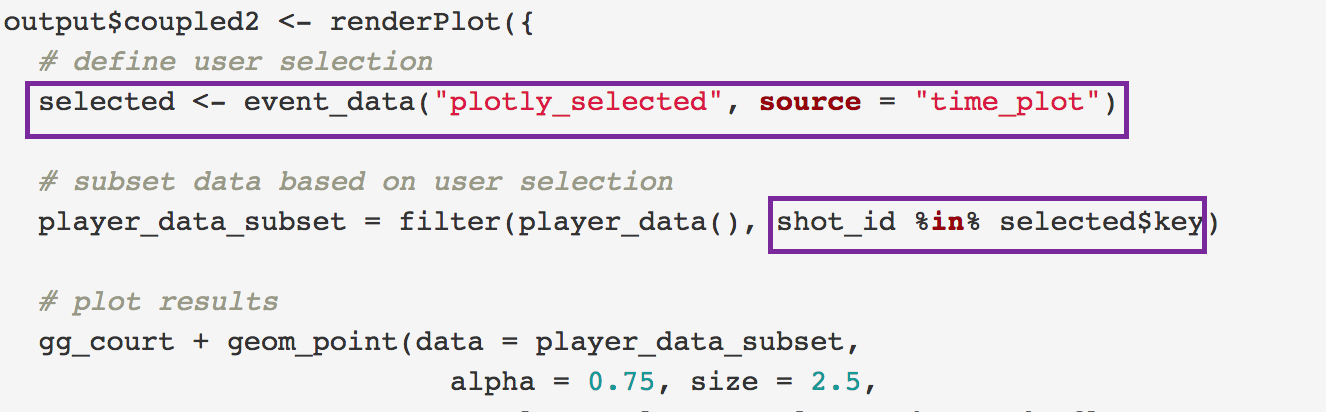 output$coupled2 <- renderPlot({
# define user selection
selected <- event_data("plotly_selected", source = "time_plot")
# subset data based on user selection
player_data_subset = filter(player_data(), shot_id %in% selected$key)
# plot results
gg_court + geom_point(data = player_data_subset,
alpha = 0.75, size = 2.5,